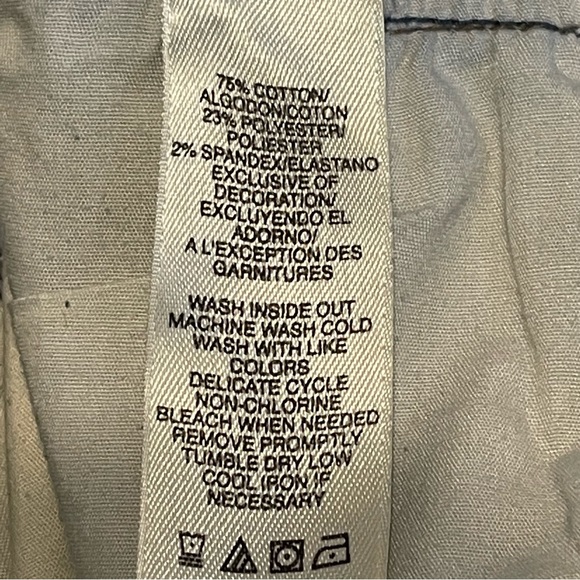 75% COTTON/
ALGODON/COTON
23% POLYESTER/
POLIESTER
2% SPANDEX/ELASTANO
EXCLUSIVE OF
DECORATION/
EXCLUYENDO EL
ADORNO/
A L'EXCEPTION DES
GARNITURES
WASH INSIDE OUT
MACHINE WASH COLD
WASH WITH LIKE
COLORS
DELICATE CYCLE
NON-CHLORINE
BLEACH WHEN NEEDED
REMOVE PROMPTLY
TUMBLE DRY LOW
COOL IRON IF
NECESSARY